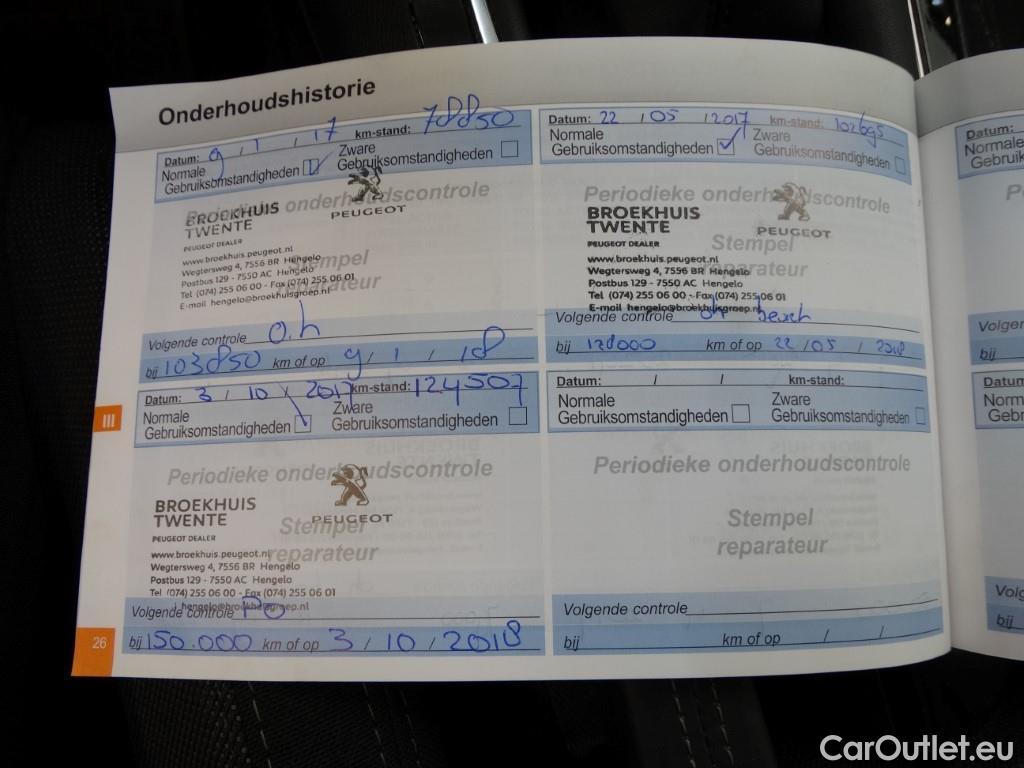 Onderhoudshistorie
Datum: 9 / 1 / 17 km-stand: 78850
Normale Gebruiksomstandigheden
Zware Gebruiksomstandigheden
Periodieke onderhoudscontrole
BROEKHUIS
TWENTE
PEUGEOT
PEUGEOT DEALER
Stempel
reparateur
www.broekhuis.peugeot.nl
Wegtersweg 4, 7556 BR Hengelo
Postbus 129 - 7550 AC Hengelo
Tel (074) 255 06 00 - Fax (074) 255 06 01
E-mail hengelo@broekhuisgroep.nl
Volgende controle O.h
bij 103850 km of op 9 / 1 / 18
Datum: 22 / 05 / 2017 km-stand: 102695
Normale Gebruiksomstandigheden
Zware Gebruiksomstandigheden
Periodieke onderhoudscontrole
BROEKHUIS
TWENTE
PEUGEOT
PEUGEOT DEALER
Stempel
reparateur
www.broekhuis.peugeot.nl
Wegtersweg 4, 7556 BR Hengelo
Postbus 129 - 7550 AC Hengelo
Tel (074) 255 06 00 - Fax (074) 255 06 01
E-mail hengelo@broekhuisgroep.nl
Volgende controle oh
bij 128000 km of op 22 / 05 / 2018
Datum: 3 / 10 / 2017 km-stand: 124507
Normale Gebruiksomstandigheden
Zware Gebruiksomstandigheden
Periodieke onderhoudscontrole
BROEKHUIS
TWENTE
PEUGEOT
PEUGEOT DEALER
Stempel
reparateur
www.broekhuis.peugeot.nl
Wegtersweg 4, 7556 BR Hengelo
Postbus 129 - 7550 AC Hengelo
Tel (074) 255 06 00 - Fax (074) 255 06 01
hengelo@broekhuisgroep.nl
Volgende controle PO
bij 150.000 km of op 3 / 10 / 2018
Datum: / / km-stand:
Normale Gebruiksomstandigheden
Zware Gebruiksomstandigheden
Periodieke onderhoudscontrole
Stempel
reparateur
Volgende controle
bij km of op / /
III
26
Datum:
bij
bij
CarOutlet.eu